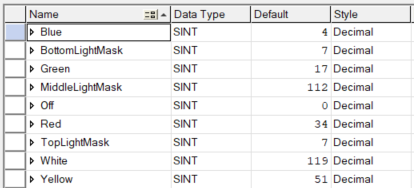 Name Data Type Default Style
Blue SINT 4 Decimal
BottomLightMask SINT 7 Decimal
Green SINT 17 Decimal
MiddleLightMask SINT 112 Decimal
Off SINT 0 Decimal
Red SINT 34 Decimal
TopLightMask SINT 7 Decimal
White SINT 119 Decimal
Yellow SINT 51 Decimal